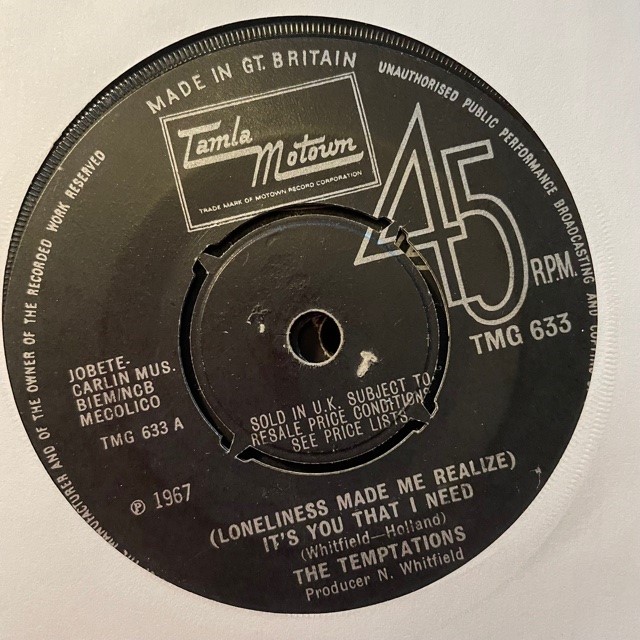 MADE IN GT. BRITAIN
UNAUTHORISED PUBLIC PERFORMANCE BROADCASTING AND
MANUFACTURER AND OF THE OWNER OF THE RECORDED WORK RESERVED
Tamla
Motown
TRADE MARK OF MOTOWN RECORD CORPORATION
45
R.P.M.
TMG 633
JOBETE-
CARLIN MUS.
BIEM/NCB
MECOLICO
TMG 633 A
SOLD IN U.K. SUBJECT TO
RESALE PRICE CONDITIONS
SEE PRICE LISTS
℗ 1967
(LONELINESS MADE ME REALIZE)
IT'S YOU THAT I NEED
(Whitfield—Holland)
THE TEMPTATIONS
Producer N. Whitfield